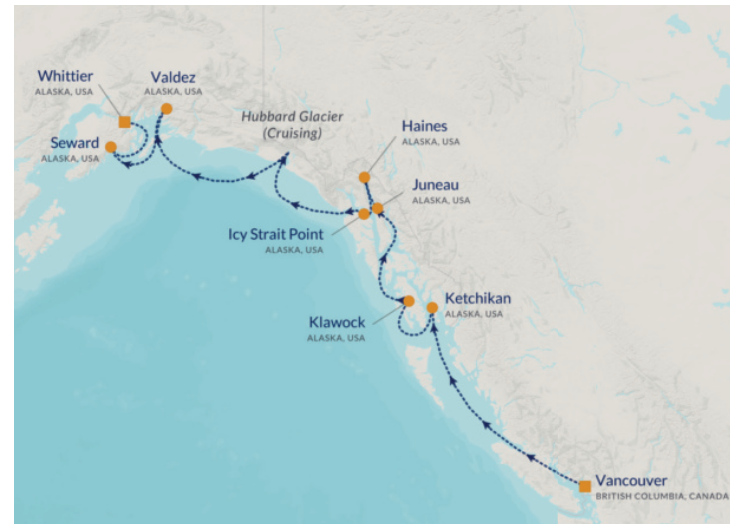 Whittier
ALASKA, USA
Valdez
ALASKA, USA
Hubbard Glacier
(Cruising)
Haines
ALASKA, USA
Seward
ALASKA, USA
Juneau
ALASKA, USA
Icy Strait Point
ALASKA, USA
Ketchikan
ALASKA, USA
Klawock
ALASKA, USA
Vancouver
BRITISH COLUMBIA, CANADA